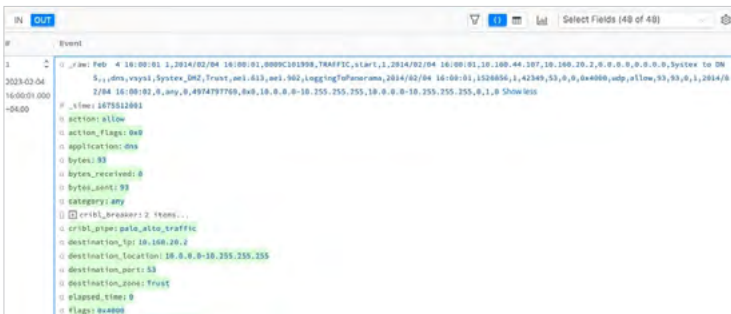 IN OUT Select Fields (48 of 48)
# Event
1 _raw: Feb 4 16:00:01 1,2014/02/04 16:00:01,0009C101998,TRAFFIC,start,1,2014/02/04 16:00:01,10.160.44.107,10.160.20.2,0.0.0.0,0.0.0.0,Systex to DN
2023-02-04 S,,,dns,vsys1,Systex_DMZ,Trust,ae1.613,ae1.902,LoggingToPanorama,2014/02/04 16:00:01,1526856,1,42349,53,0,0,0x4000,udp,allow,93,93,0,1,2014/0
16:00:01.000 2/04 16:00:02,0,any,0,4974797760,0x0,10.0.0.0-10.255.255.255,10.0.0.0-10.255.255.255,0,1,0 Show less
-04:00
# _time: 1675512001
α action: allow
α action_flags: 0x0
α application: dns
α bytes: 93
α bytes_received: 0
α bytes_sent: 93
α category: any
[] cribl_breaker: 2 items...
α cribl_pipe: palo_alto_traffic
α destination_ip: 10.160.20.2
α destination_location: 10.0.0.0-10.255.255.255
α destination_port: 53
α destination_zone: Trust
α elapsed_time: 0
α flags: 0x4000